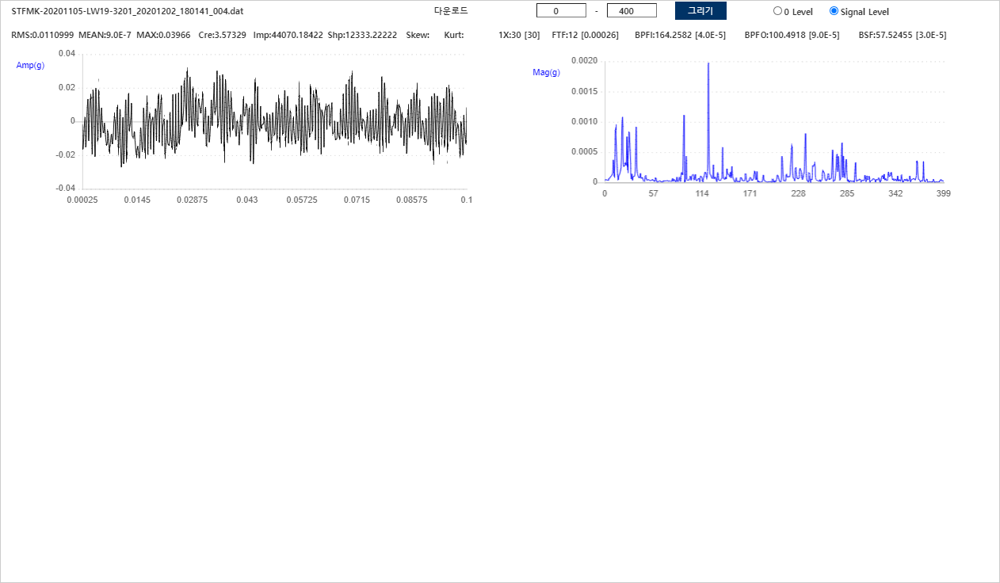 STFMK-20201105-LW19-3201_20201202_180141_004.dat 다운로드 0 - 400 그리기 0 Level Signal Level
RMS:0.0110999 MEAN:9.0E-7 MAX:0.03966 Cre:3.57329 Imp:44070.18422 Shp:12333.22222 Skew: Kurt: 1X:30 [30] FTF:12 [0.00026] BPFI:164.2582 [4.0E-5] BPFO:100.4918 [9.0E-5] BSF:57.52455 [3.0E-5]
Amp(g)
0.04
0.02
0
-0.02
-0.04
0.00025 0.0145 0.02875 0.043 0.05725 0.0715 0.08575 0.1
Mag(g)
0.0020
0.0015
0.0010
0.0005
0
0 57 114 171 228 285 342 399